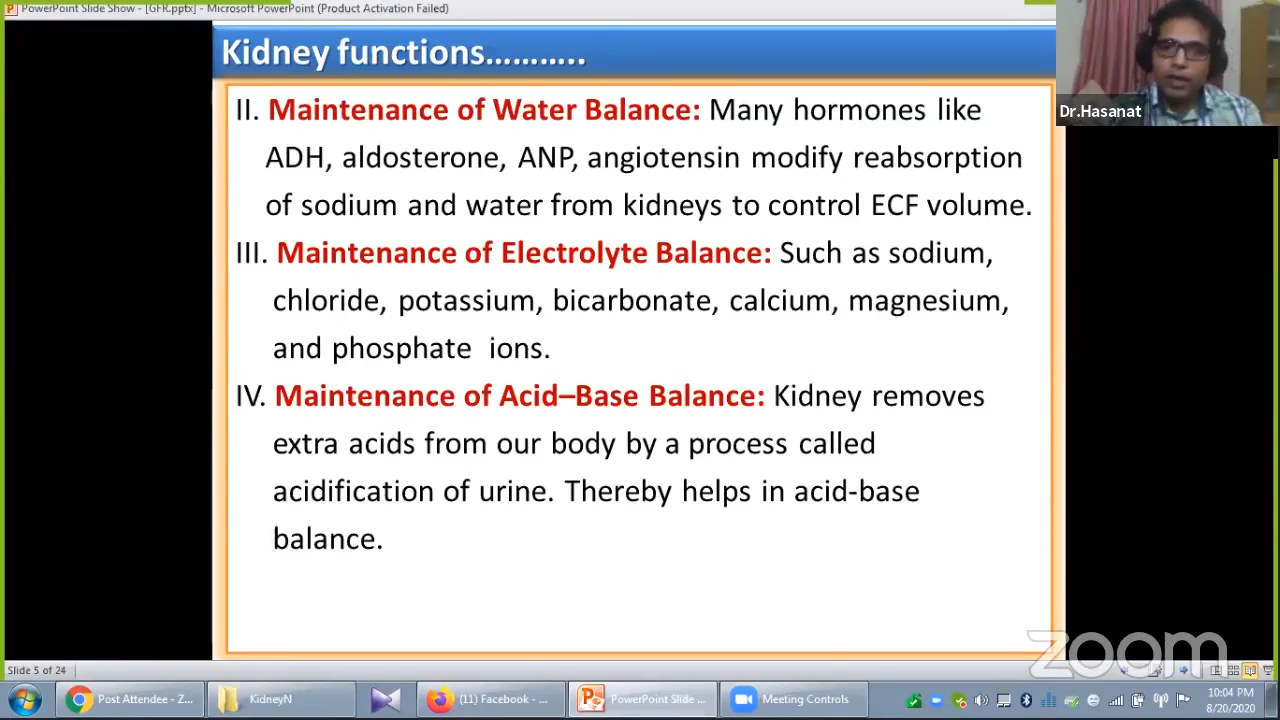 PowerPoint Slide Show - [GFR.pptx] - Microsoft PowerPoint (Product Activation Failed)
Kidney functions………..
Dr.Hasanat
II. Maintenance of Water Balance: Many hormones like
ADH, aldosterone, ANP, angiotensin modify reabsorption
of sodium and water from kidneys to control ECF volume.
III. Maintenance of Electrolyte Balance: Such as sodium,
chloride, potassium, bicarbonate, calcium, magnesium,
and phosphate ions.
IV. Maintenance of Acid–Base Balance: Kidney removes
extra acids from our body by a process called
acidification of urine. Thereby helps in acid-base
balance.
zoom
Slide 5 of 24
Post Attendee - Z...
KidneyN
(11) Facebook - ...
PowerPoint Slide ...
Meeting Controls
10:04 PM
8/20/2020